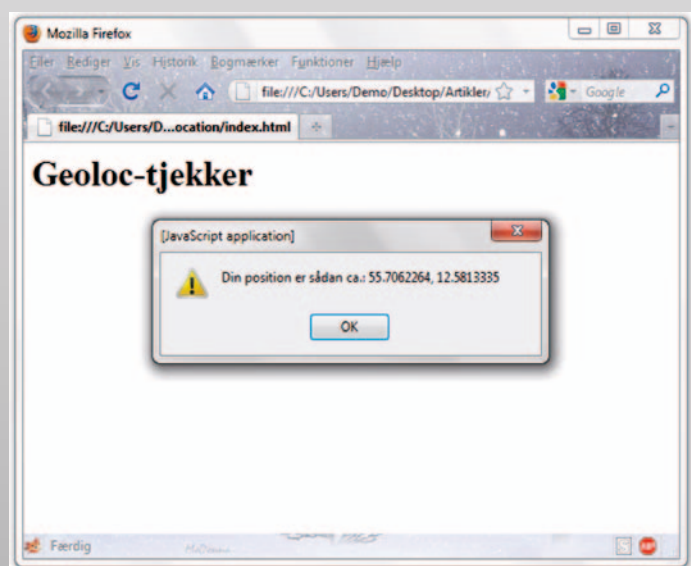 Mozilla Firefox
Filer Rediger Vis Historik Bogmærker Funktioner Hjælp
file:///C:/Users/Demo/Desktop/Artikler/ Google
file:///C:/Users/D...ocation/index.html
Geoloc-tjekker
[JavaScript application]
Din position er sådan ca.: 55.7062264, 12.5813335
OK
Færdig
ABP